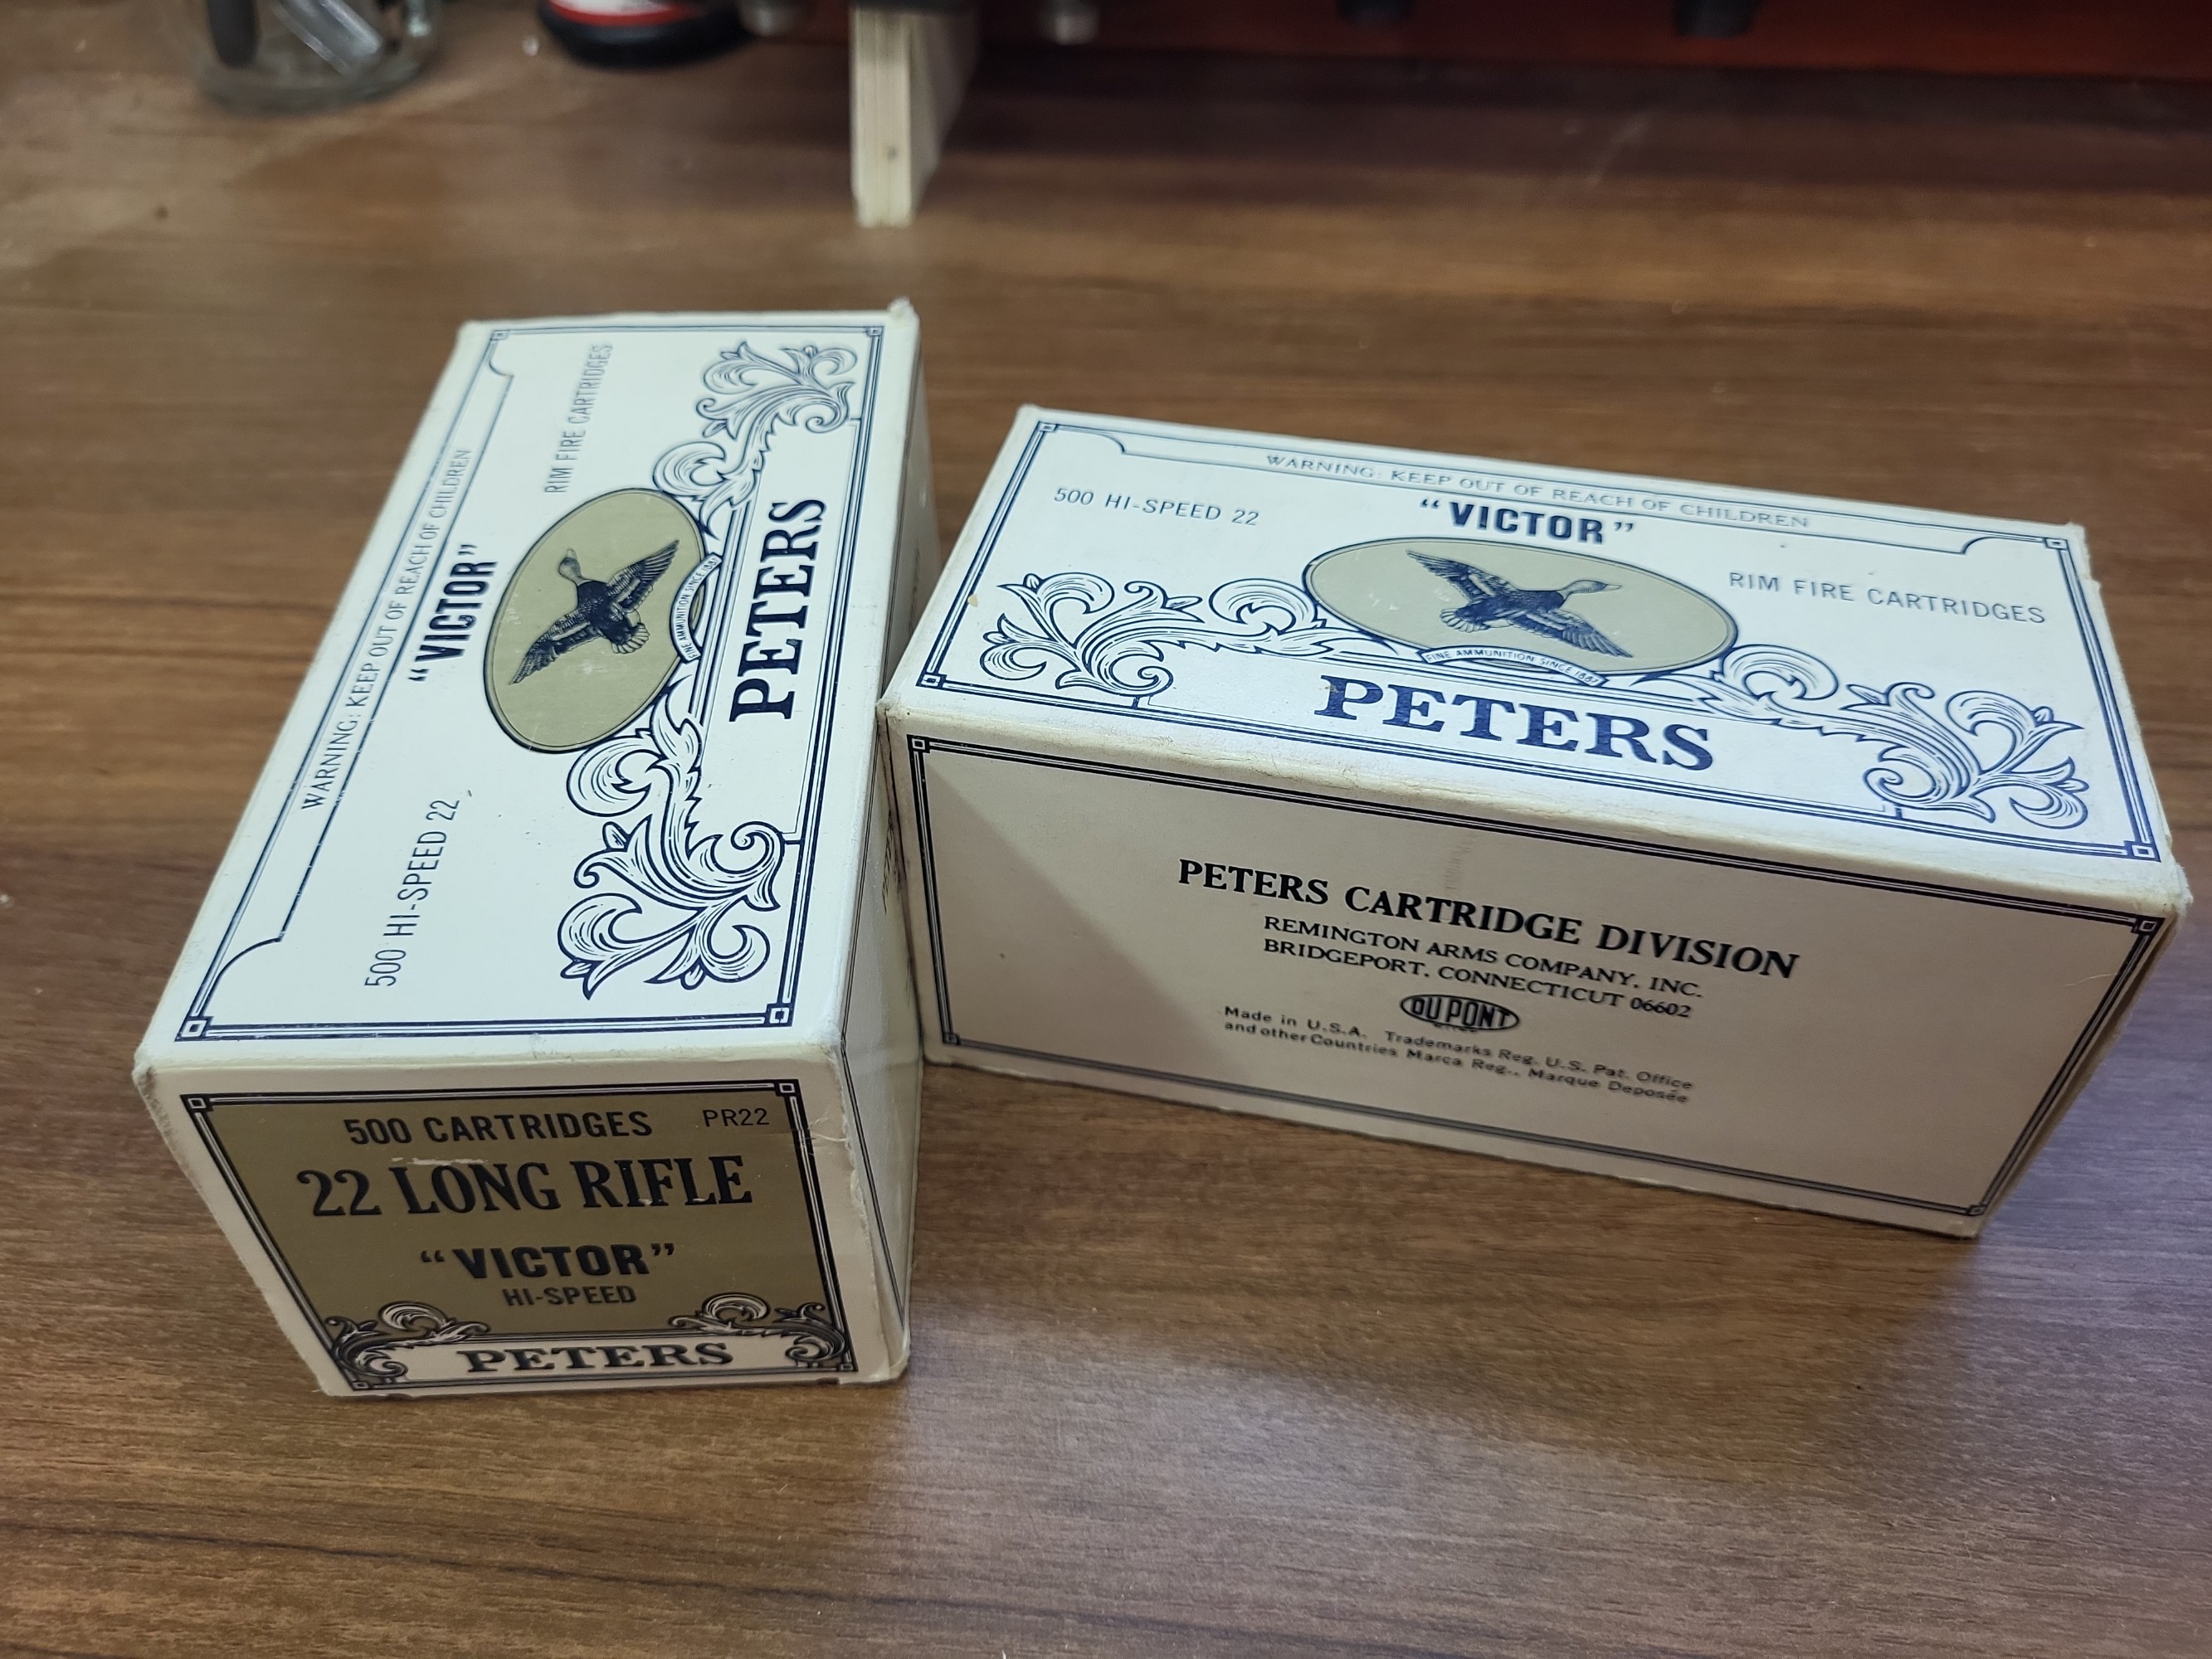 WARNING: KEEP OUT OF REACH OF CHILDREN
"VICTOR"
500 HI-SPEED 22
RIM FIRE CARTRIDGES
FINE AMMUNITION SINCE 1887
PETERS
500 CARTRIDGES PR22
22 LONG RIFLE
"VICTOR"
HI-SPEED
PETERS
WARNING: KEEP OUT OF REACH OF CHILDREN
"VICTOR"
500 HI-SPEED 22
RIM FIRE CARTRIDGES
FINE AMMUNITION SINCE 1887
PETERS
PETERS CARTRIDGE DIVISION
REMINGTON ARMS COMPANY, INC.
BRIDGEPORT, CONNECTICUT 06602
DU PONT
Made in U.S.A. Trademarks Reg. U.S. Pat. Office
and other Countries Marca Reg., Marque Deposée